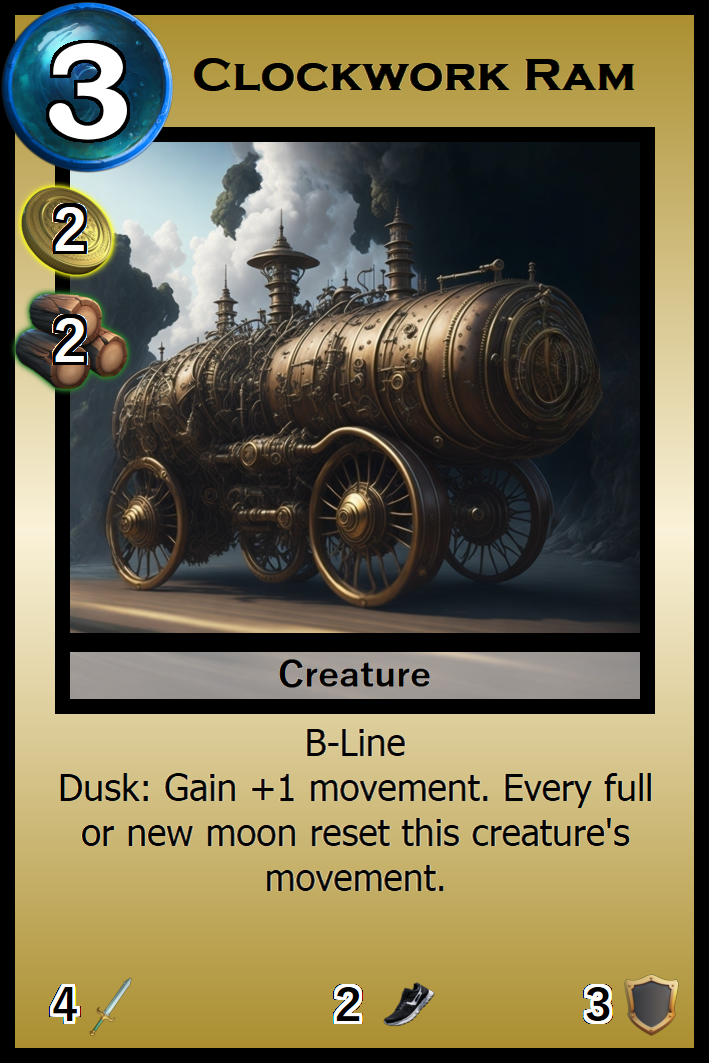 3
Clockwork Ram
2
2
Creature
B-Line
Dusk: Gain +1 movement. Every full
or new moon reset this creature's
movement.
4 2 3